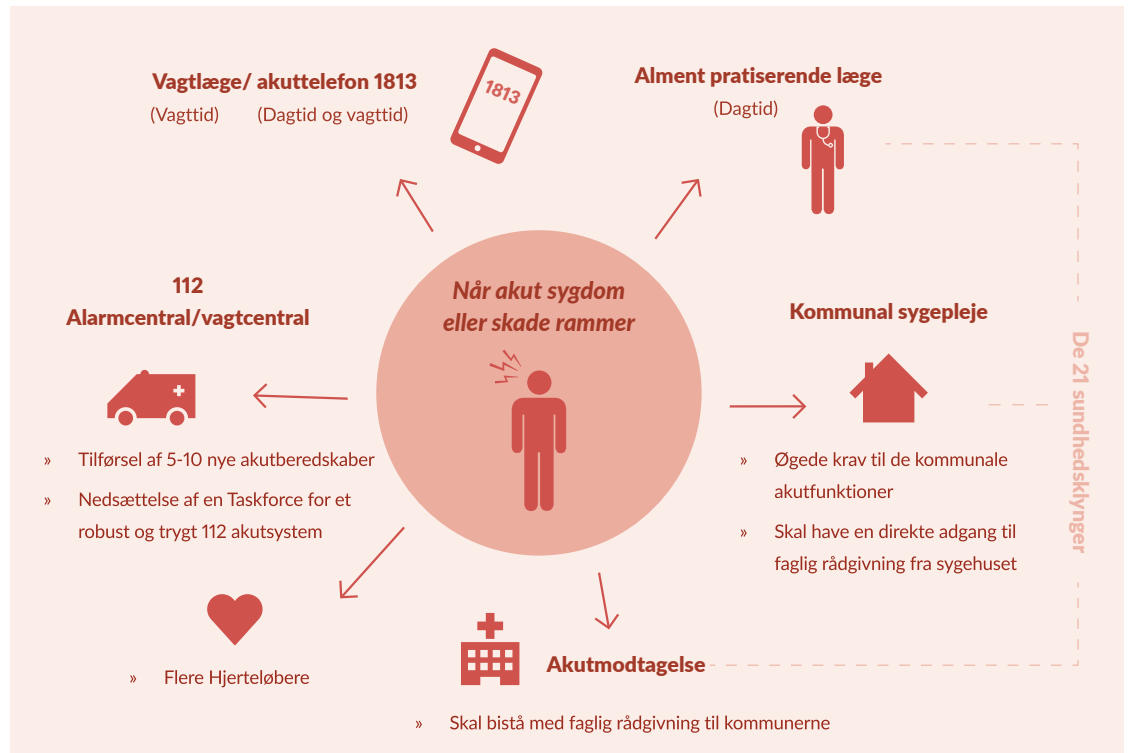 Vagtlæge/ akuttelefon 1813
(Vagttid) (Dagtid og vagttid)
1813
Alment pratiserende læge
(Dagtid)
Når akut sygdom
eller skade rammer
112
Alarmcentral/vagtcentral
» Tilførsel af 5-10 nye akutberedskaber
» Nedsættelse af en Taskforce for et
robust og trygt 112 akutsystem
Kommunal sygepleje
» Øgede krav til de kommunale
akutfunktioner
» Skal have en direkte adgang til
faglig rådgivning fra sygehuset
De 21 sundhedsklynger
» Flere Hjerteløbere
Akutmodtagelse
» Skal bistå med faglig rådgivning til kommunerne